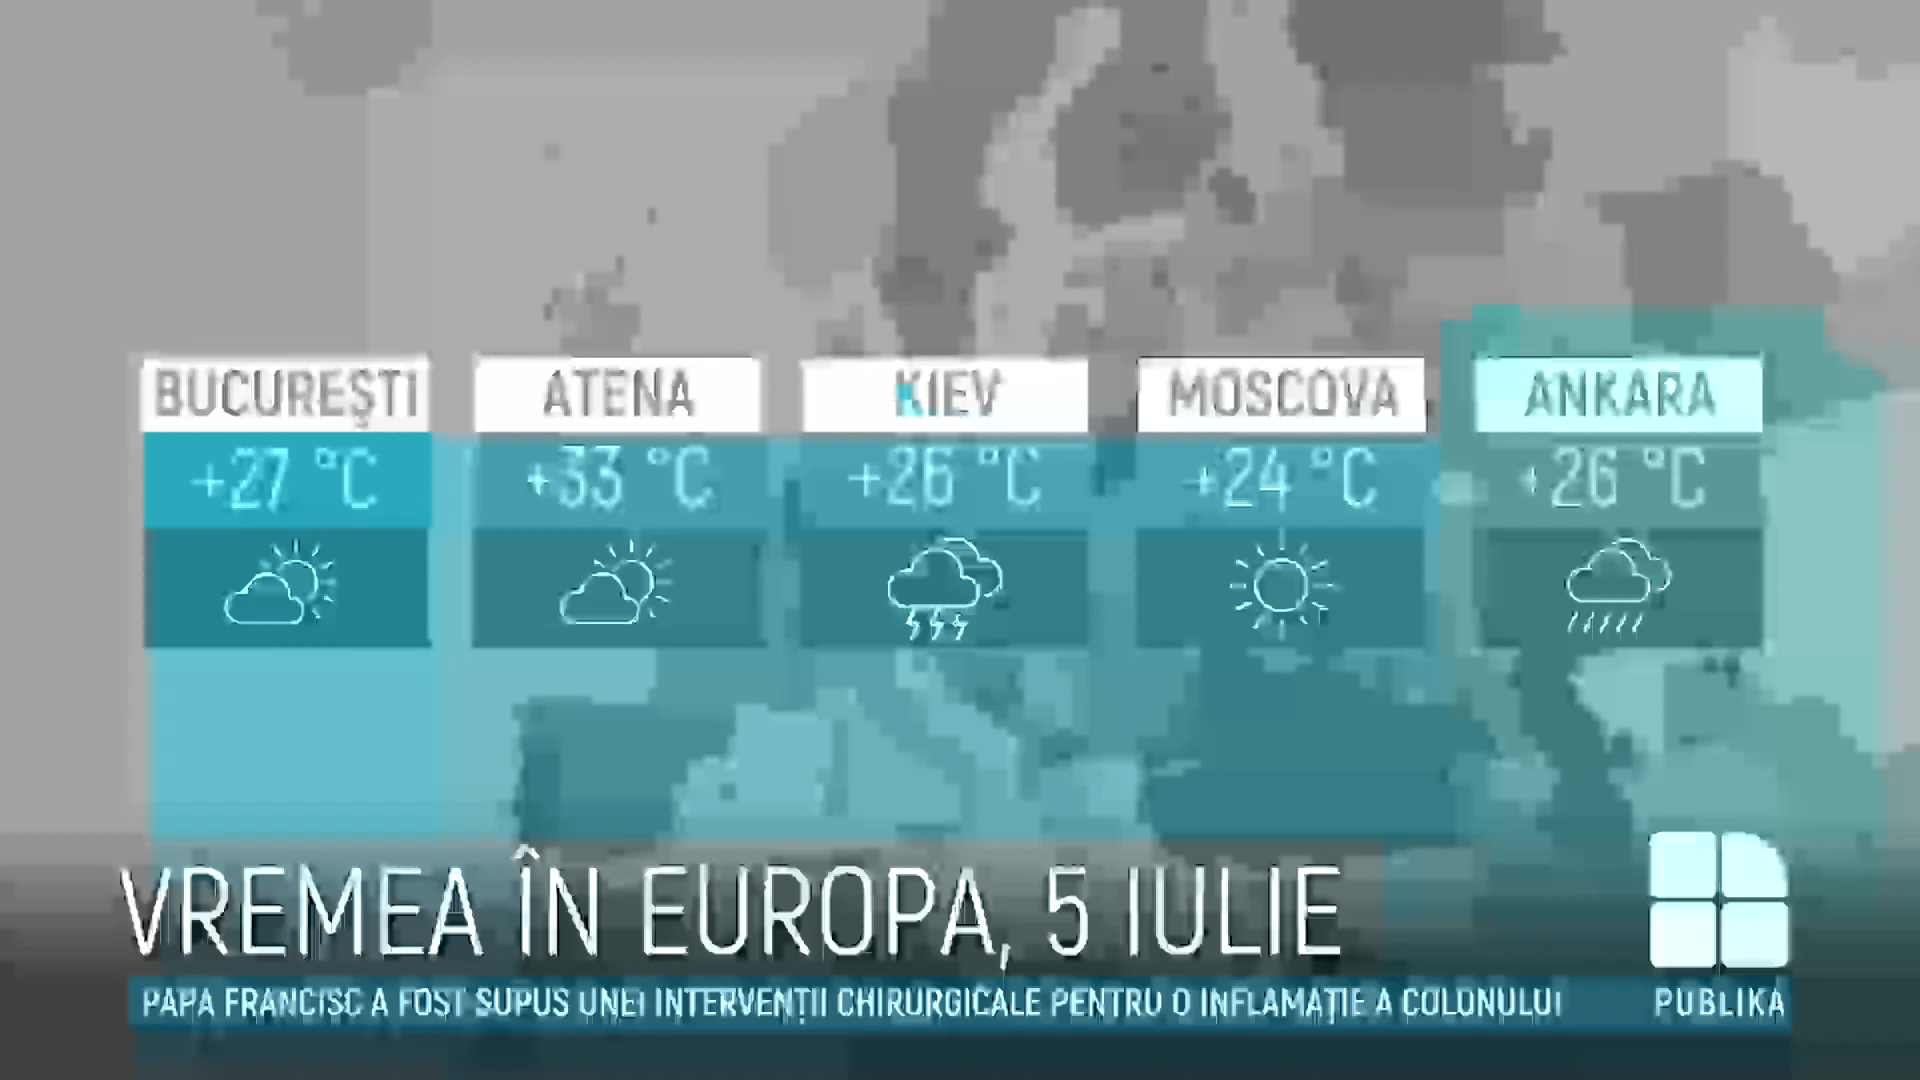 BUCUREȘTI ATENA KIEV MOSCOVA ANKARA
+27 °C +33 °C +26 °C +24 °C +26 °C
VREMEA ÎN EUROPA, 5 IULIE
PAPA FRANCISC A FOST SUPUS UNEI INTERVENȚII CHIRURGICALE PENTRU O INFLAMAȚIE A COLONULUI
PUBLIKA